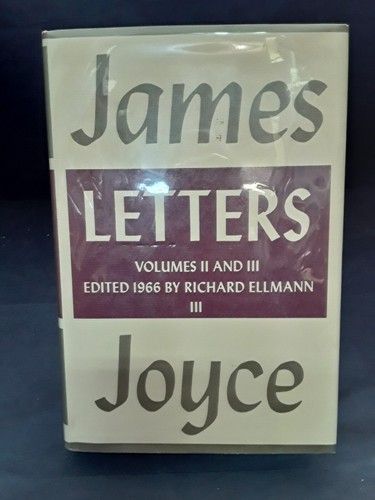 James
LETTERS
VOLUMES II AND III
EDITED 1966 BY RICHARD ELLMANN
III
Joyce